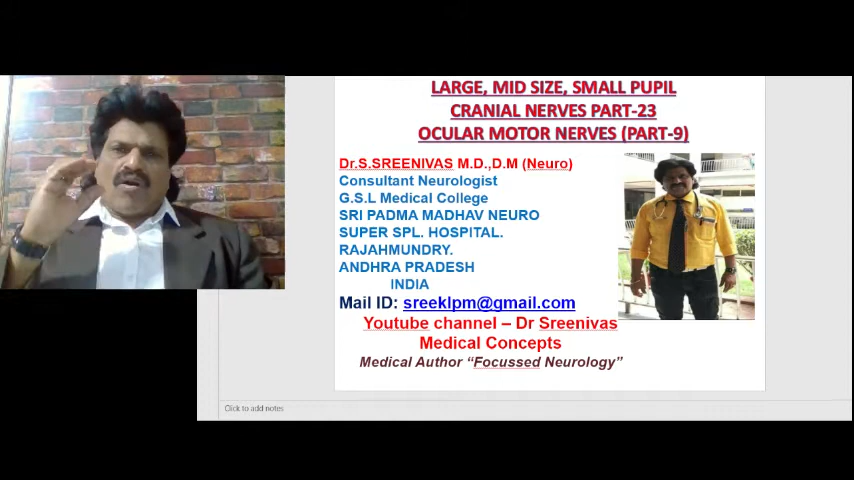 LARGE, MID SIZE, SMALL PUPIL
CRANIAL NERVES PART-23
OCULAR MOTOR NERVES (PART-9)
Dr.S.SREENIVAS M.D.,D.M (Neuro)
Consultant Neurologist
G.S.L Medical College
SRI PADMA MADHAV NEURO
SUPER SPL. HOSPITAL.
RAJAHMUNDRY.
ANDHRA PRADESH
INDIA
Mail ID: sreeklpm@gmail.com
Youtube channel – Dr Sreenivas
Medical Concepts
Medical Author “Focussed Neurology”
Click to add notes